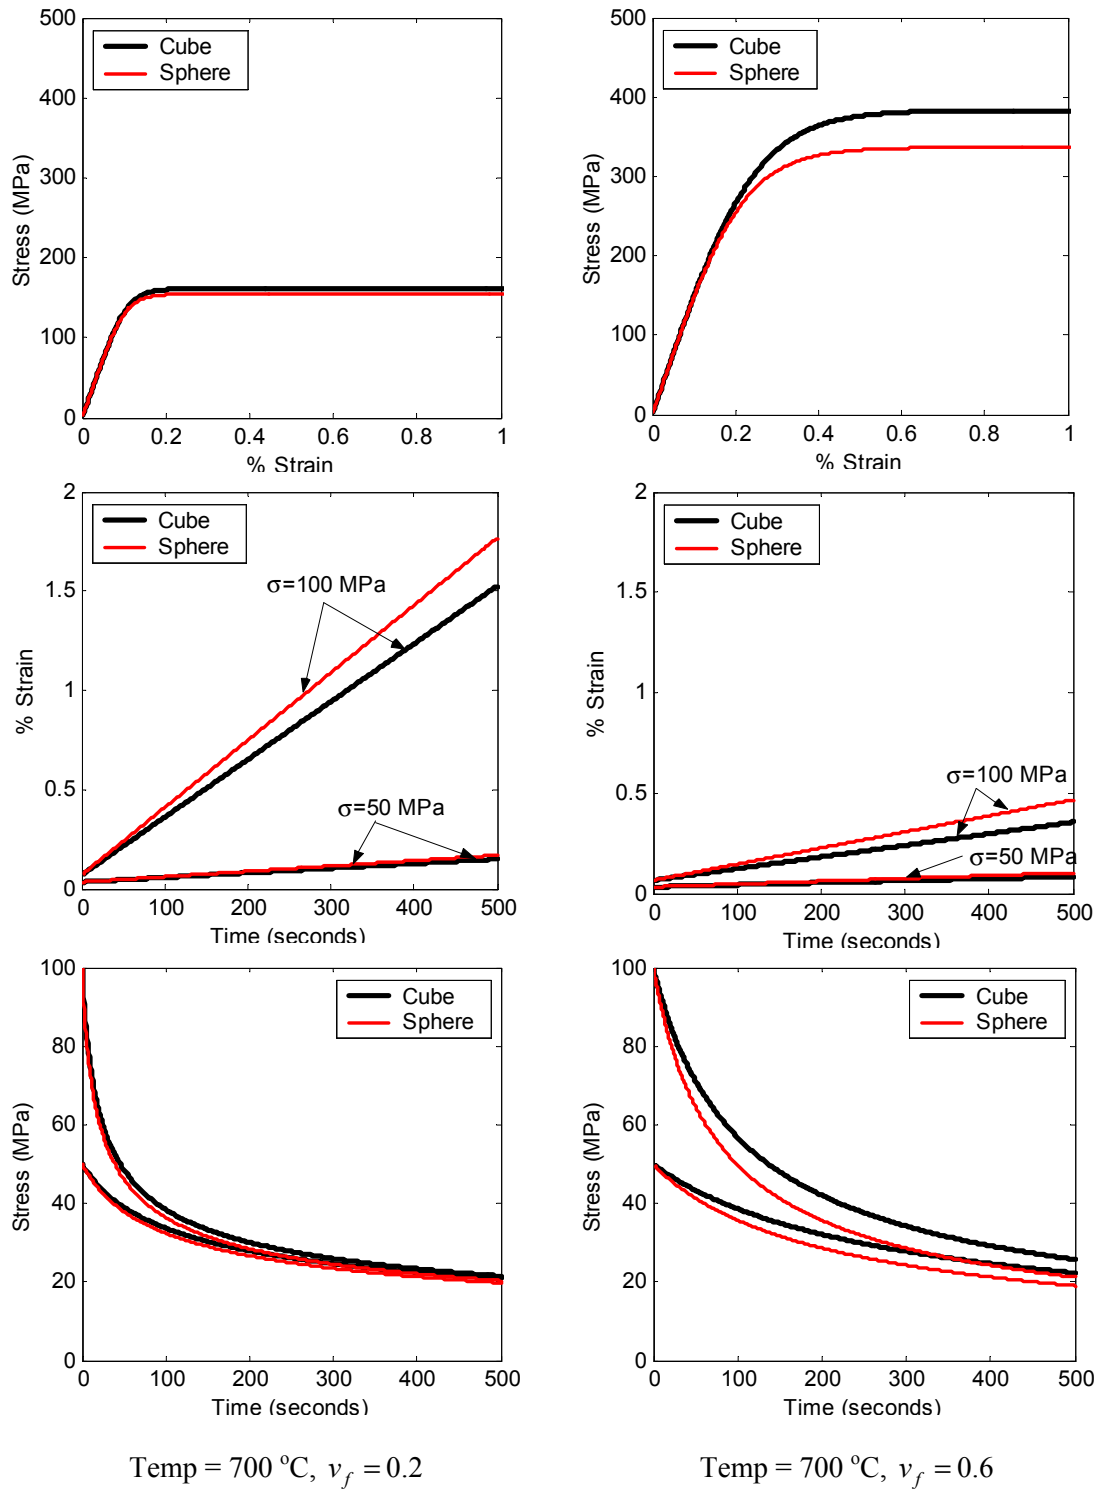 500
400
300
200
100
0
Stress (MPa)
Cube
Sphere
0 0.2 0.4 0.6 0.8 1
% Strain
500
400
300
200
100
0
Stress (MPa)
Cube
Sphere
0 0.2 0.4 0.6 0.8 1
% Strain
2
1.5
1
0.5
0
% Strain
Cube
Sphere
σ=100 MPa
σ=50 MPa
0 100 200 300 400 500
Time (seconds)
2
1.5
1
0.5
0
% Strain
Cube
Sphere
σ=100 MPa
σ=50 MPa
0 100 200 300 400 500
Time (seconds)
100
80
60
40
20
0
Stress (MPa)
Cube
Sphere
0 100 200 300 400 500
Time (seconds)
100
80
60
40
20
0
Stress (MPa)
Cube
Sphere
0 100 200 300 400 500
Time (seconds)
Temp = 700 °C, v_f = 0.2
Temp = 700 °C, v_f = 0.6